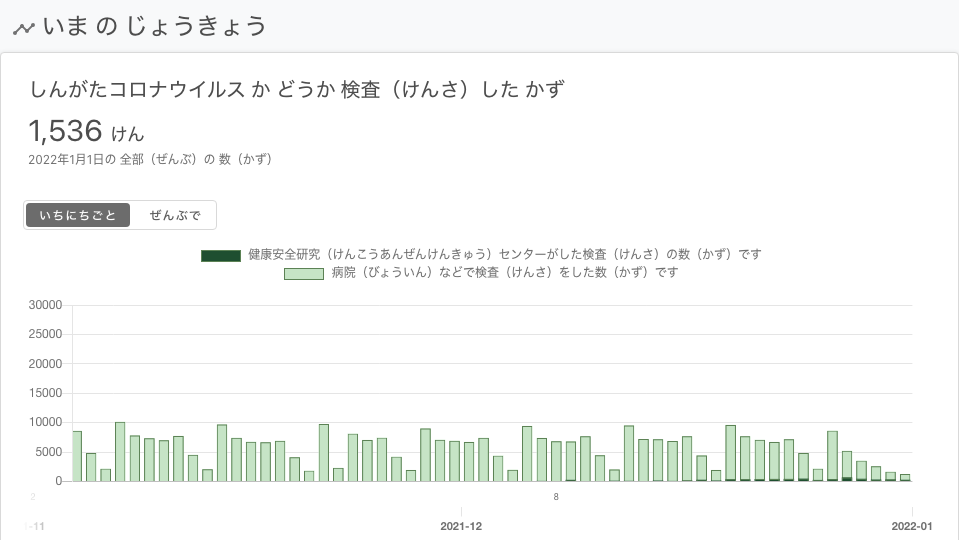 いま の じょうきょう
しんがたコロナウイルス か どうか 検査（けんさ）した かず
1,536 けん
2022年1月1日の 全部（ぜんぶ）の 数（かず）
いちにちごと ぜんぶで
健康安全研究（けんこうあんぜんけんきゅう）センターがした検査（けんさ）の数（かず）です
病院（びょういん）などで検査（けんさ）をした数（かず）です
30000
25000
20000
15000
10000
5000
0
2 8
-11 2021-12 2022-01